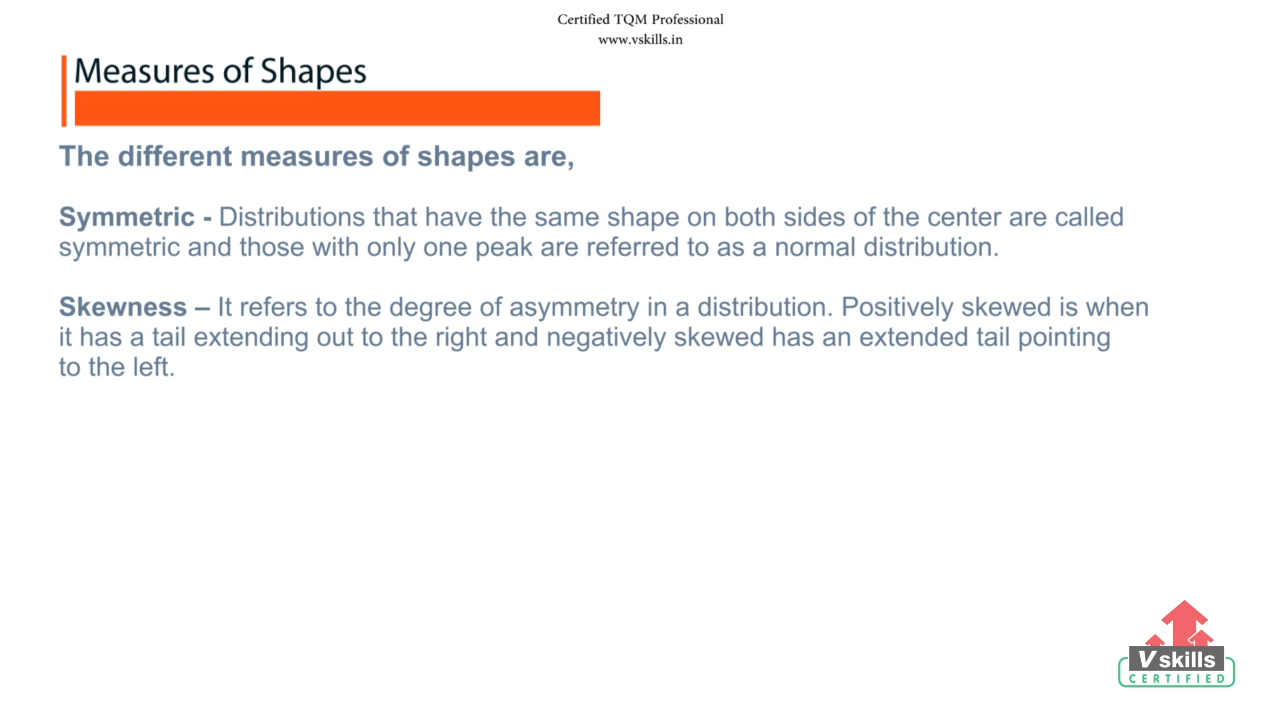 Certified TQM Professional
www.vskills.in
Measures of Shapes
The different measures of shapes are,
Symmetric - Distributions that have the same shape on both sides of the center are called
symmetric and those with only one peak are referred to as a normal distribution.
Skewness – It refers to the degree of asymmetry in a distribution. Positively skewed is when
it has a tail extending out to the right and negatively skewed has an extended tail pointing
to the left.
Vskills
CERTIFIED